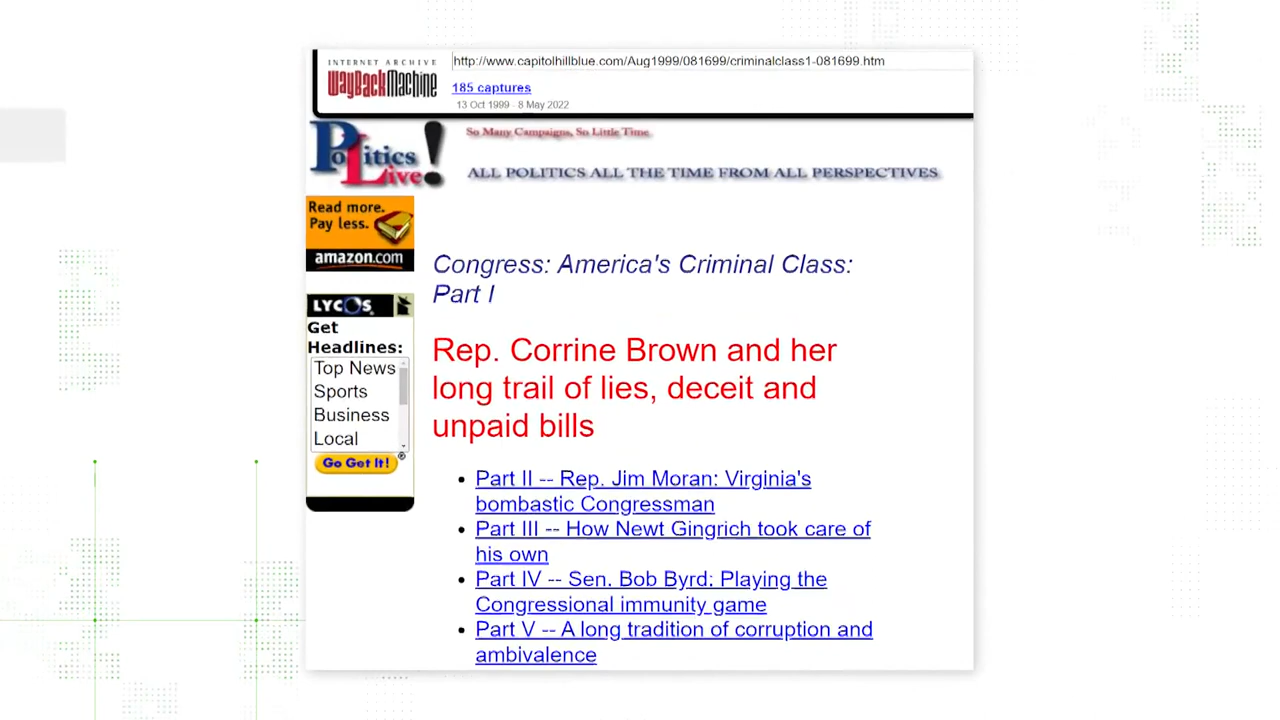 INTERNET ARCHIVE
WayBackMachine
http://www.capitolhillblue.com/Aug1999/081699/criminalclass1-081699.htm
185 captures
13 Oct 1999 - 8 May 2022
Politics Live!
So Many Campaigns, So Little Time
ALL POLITICS ALL THE TIME FROM ALL PERSPECTIVES
Read more.
Pay less.
amazon.com
LYCOS
Get
Headlines:
Top News
Sports
Business
Local
Go Get It!
Congress: America's Criminal Class:
Part I
Rep. Corrine Brown and her
long trail of lies, deceit and
unpaid bills
• Part II -- Rep. Jim Moran: Virginia's
bombastic Congressman
• Part III -- How Newt Gingrich took care of
his own
• Part IV -- Sen. Bob Byrd: Playing the
Congressional immunity game
• Part V -- A long tradition of corruption and
ambivalence